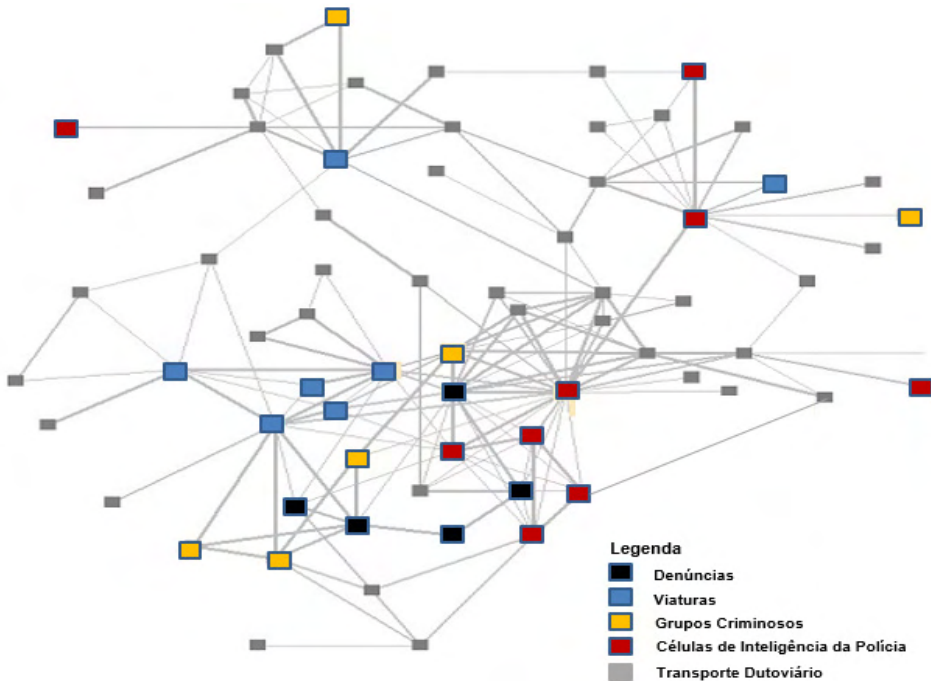 Legenda
Denúncias
Viaturas
Grupos Criminosos
Células de Inteligência da Polícia
Transporte Dutoviário